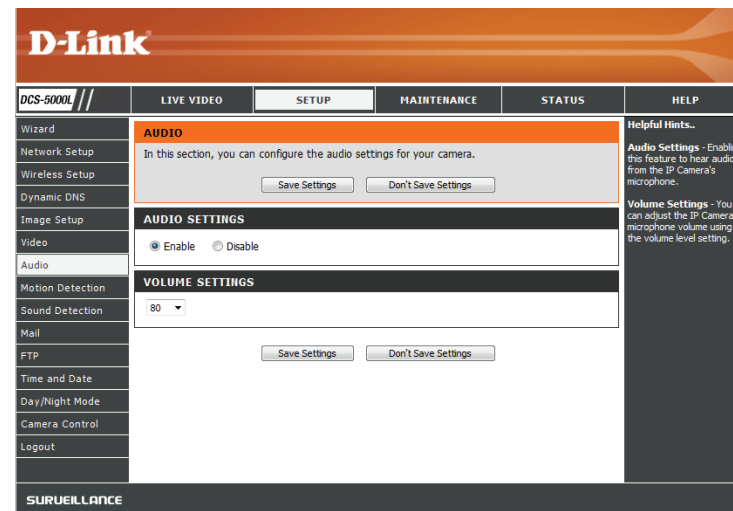 D-Link®
DCS-5000L //
LIVE VIDEO
SETUP
MAINTENANCE
STATUS
HELP
Wizard
Network Setup
Wireless Setup
Dynamic DNS
Image Setup
Video
Audio
Motion Detection
Sound Detection
Mail
FTP
Time and Date
Day/Night Mode
Camera Control
Logout
AUDIO
In this section, you can configure the audio settings for your camera.
Save Settings Don't Save Settings
AUDIO SETTINGS
Enable Disable
VOLUME SETTINGS
80
Save Settings Don't Save Settings
Helpful Hints..
Audio Settings - Enabli
this feature to hear audio
from the IP Camera's
microphone.
Volume Settings - You
can adjust the IP Camera
microphone volume using
the volume level setting.
SURVEILLANCE